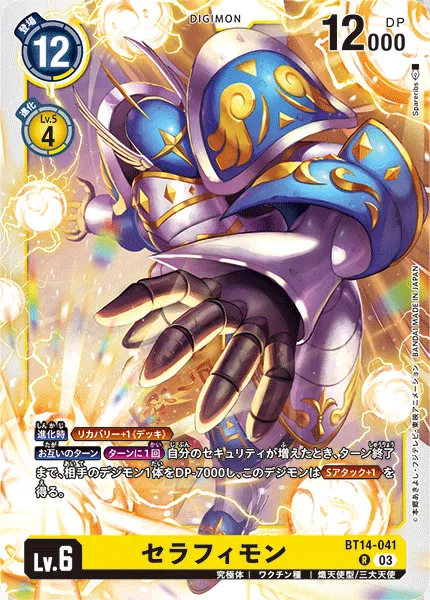 登場
12
DIGIMON
DP
12000
進化
Lv.5
4
Spareribs
©本郷あきよし・フジテレビ・東映アニメーション BANDAI MADE IN JAPAN
進化時 リカバリー+1《デッキ》
お互いのターン ターンに1回 自分のセキュリティが増えたとき、ターン終了
まで、相手のデジモン1体をDP-7000し、このデジモンは Sアタック+1 を
得る。
Lv.6
セラフィモン
BT14-041
R 03
究極体 | ワクチン種 | 熾天使型/三大天使